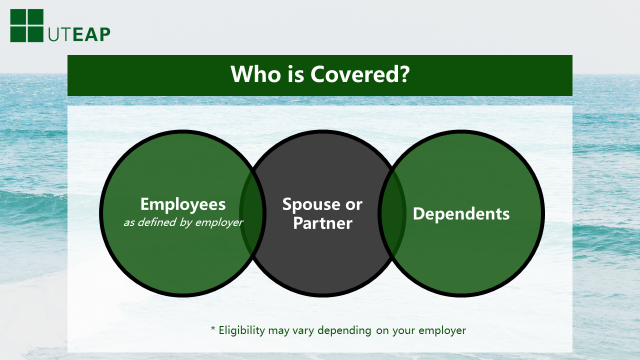 UTEAP
Who is Covered?
Employees
as defined by employer
Spouse or
Partner
Dependents
* Eligibility may vary depending on your employer